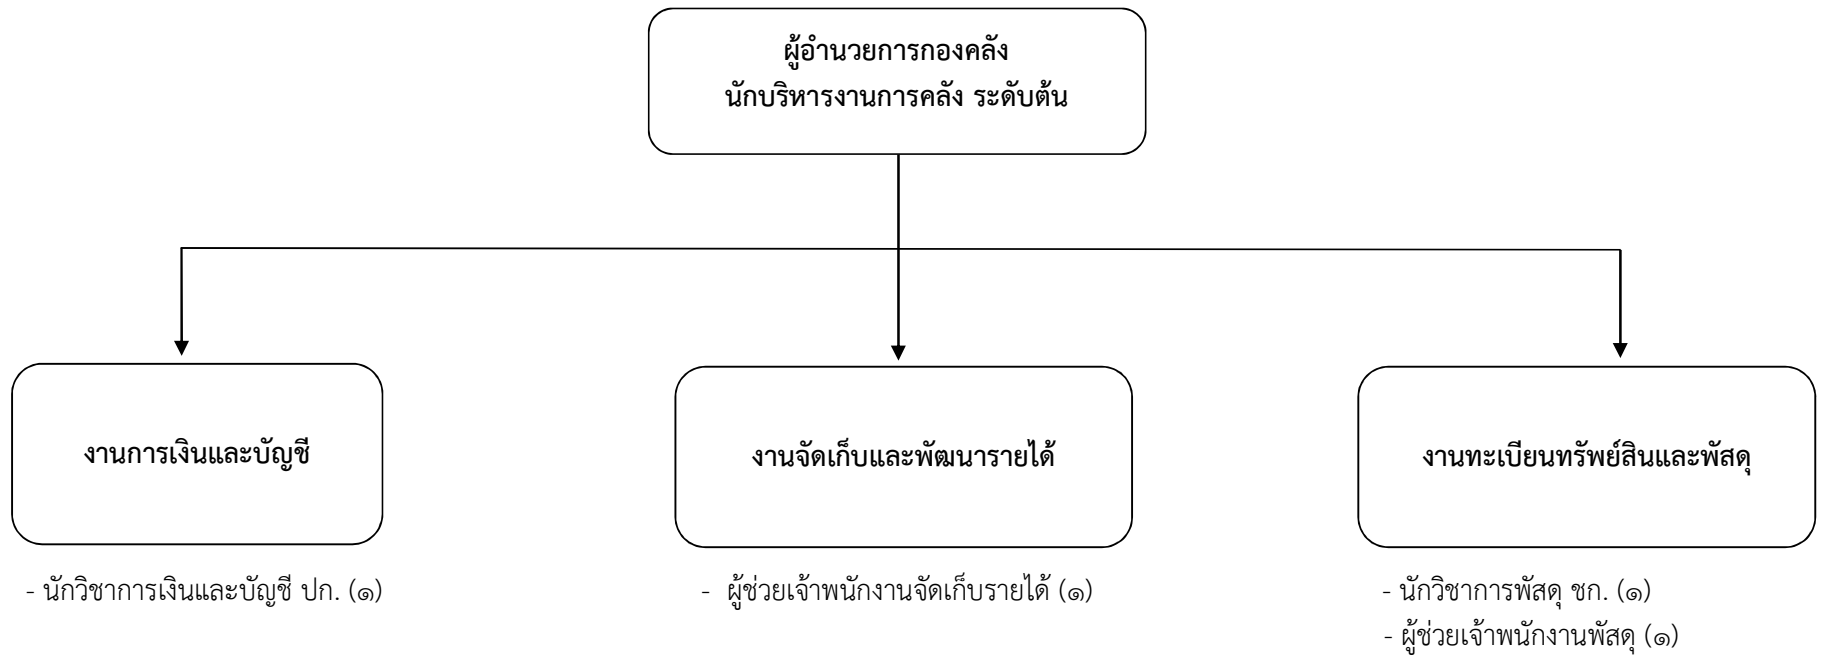 ผู้อำนวยการกองคลัง
นักบริหารงานการคลัง ระดับต้น
งานการเงินและบัญชี
งานจัดเก็บและพัฒนารายได้
งานทะเบียนทรัพย์สินและพัสดุ
- นักวิชาการเงินและบัญชี ปก. (๑)
- ผู้ช่วยเจ้าพนักงานจัดเก็บรายได้ (๑)
- นักวิชาการพัสดุ ชก. (๑)
- ผู้ช่วยเจ้าพนักงานพัสดุ (๑)